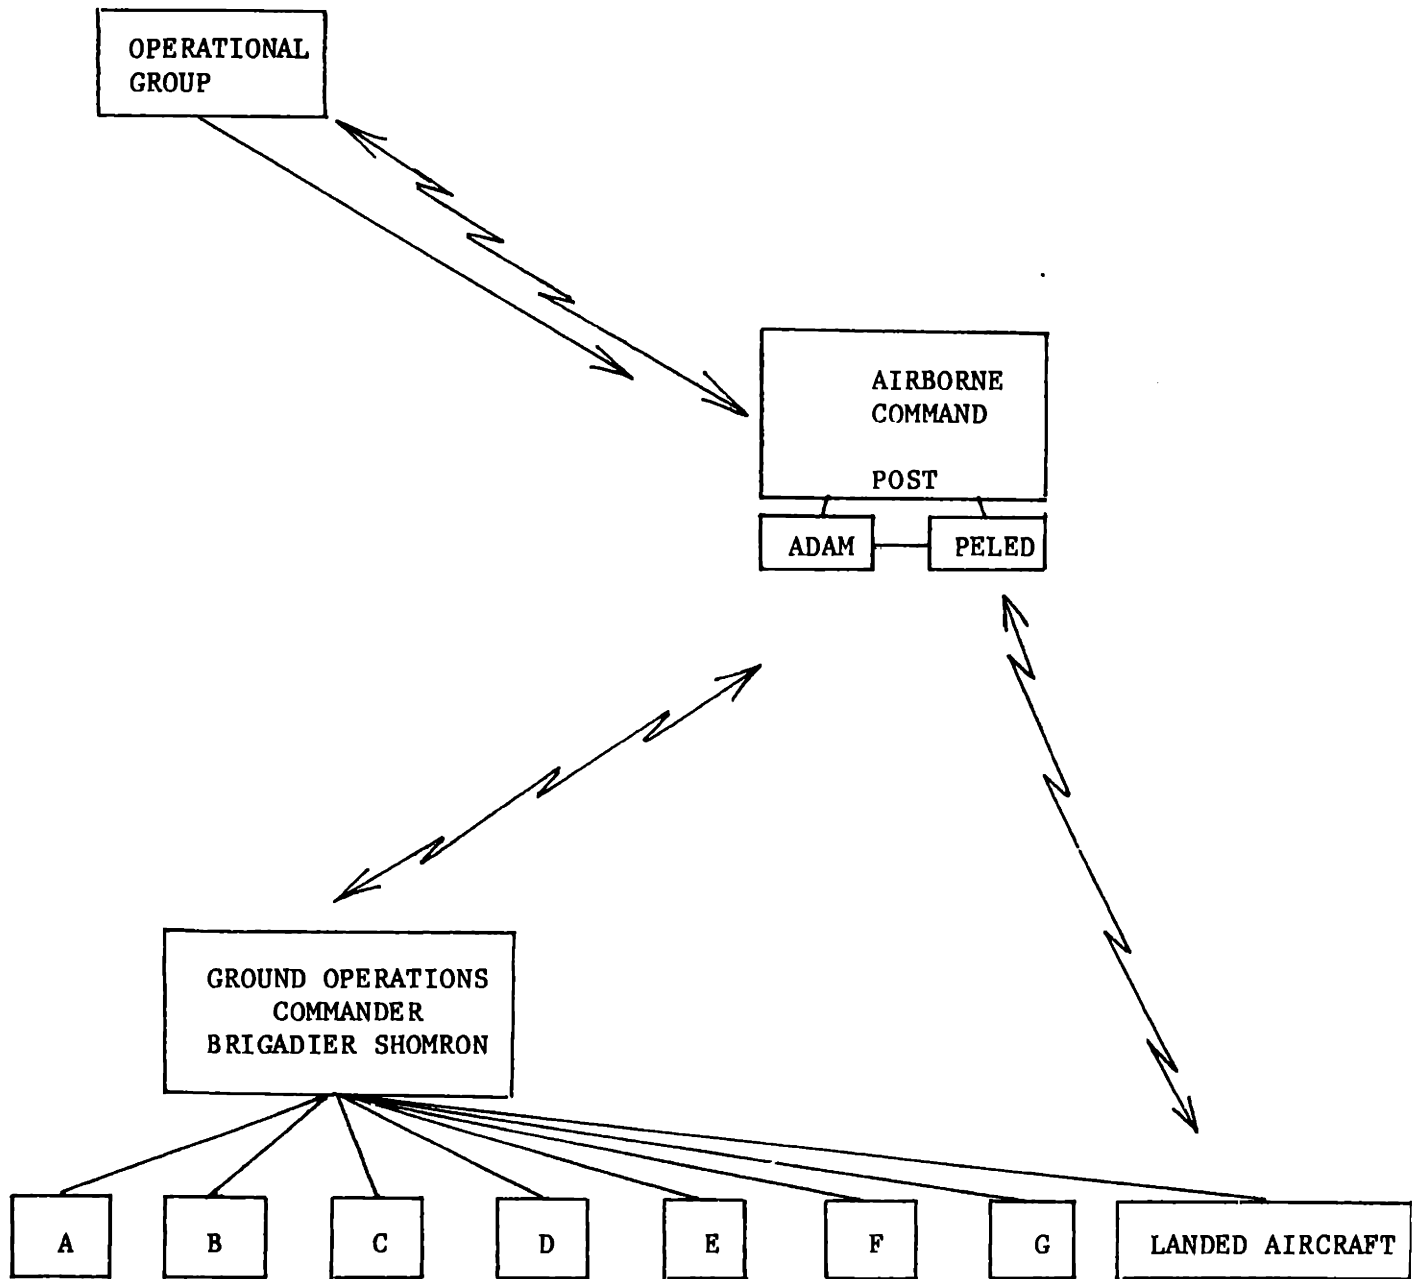 OPERATIONAL
GROUP
AIRBORNE
COMMAND
POST
ADAM
PELED
GROUND OPERATIONS
COMMANDER
BRIGADIER SHOMRON
A
B
C
D
E
F
G
LANDED AIRCRAFT